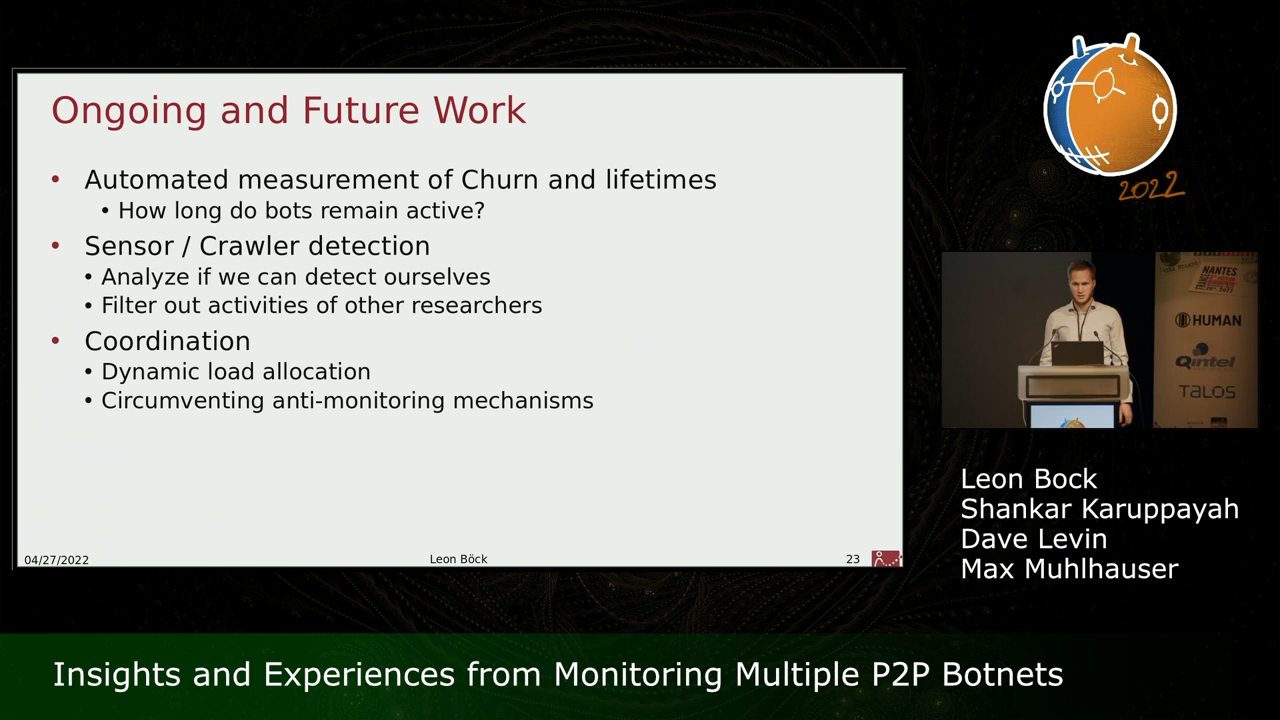 Ongoing and Future Work
• Automated measurement of Churn and lifetimes
• How long do bots remain active?
• Sensor / Crawler detection
• Analyze if we can detect ourselves
• Filter out activities of other researchers
• Coordination
• Dynamic load allocation
• Circumventing anti-monitoring mechanisms
04/27/2022
Leon Böck
23
2022
NANTES
HUMAN
Qintel
TALOS
Leon Bock
Shankar Karuppayah
Dave Levin
Max Muhlhauser
Insights and Experiences from Monitoring Multiple P2P Botnets